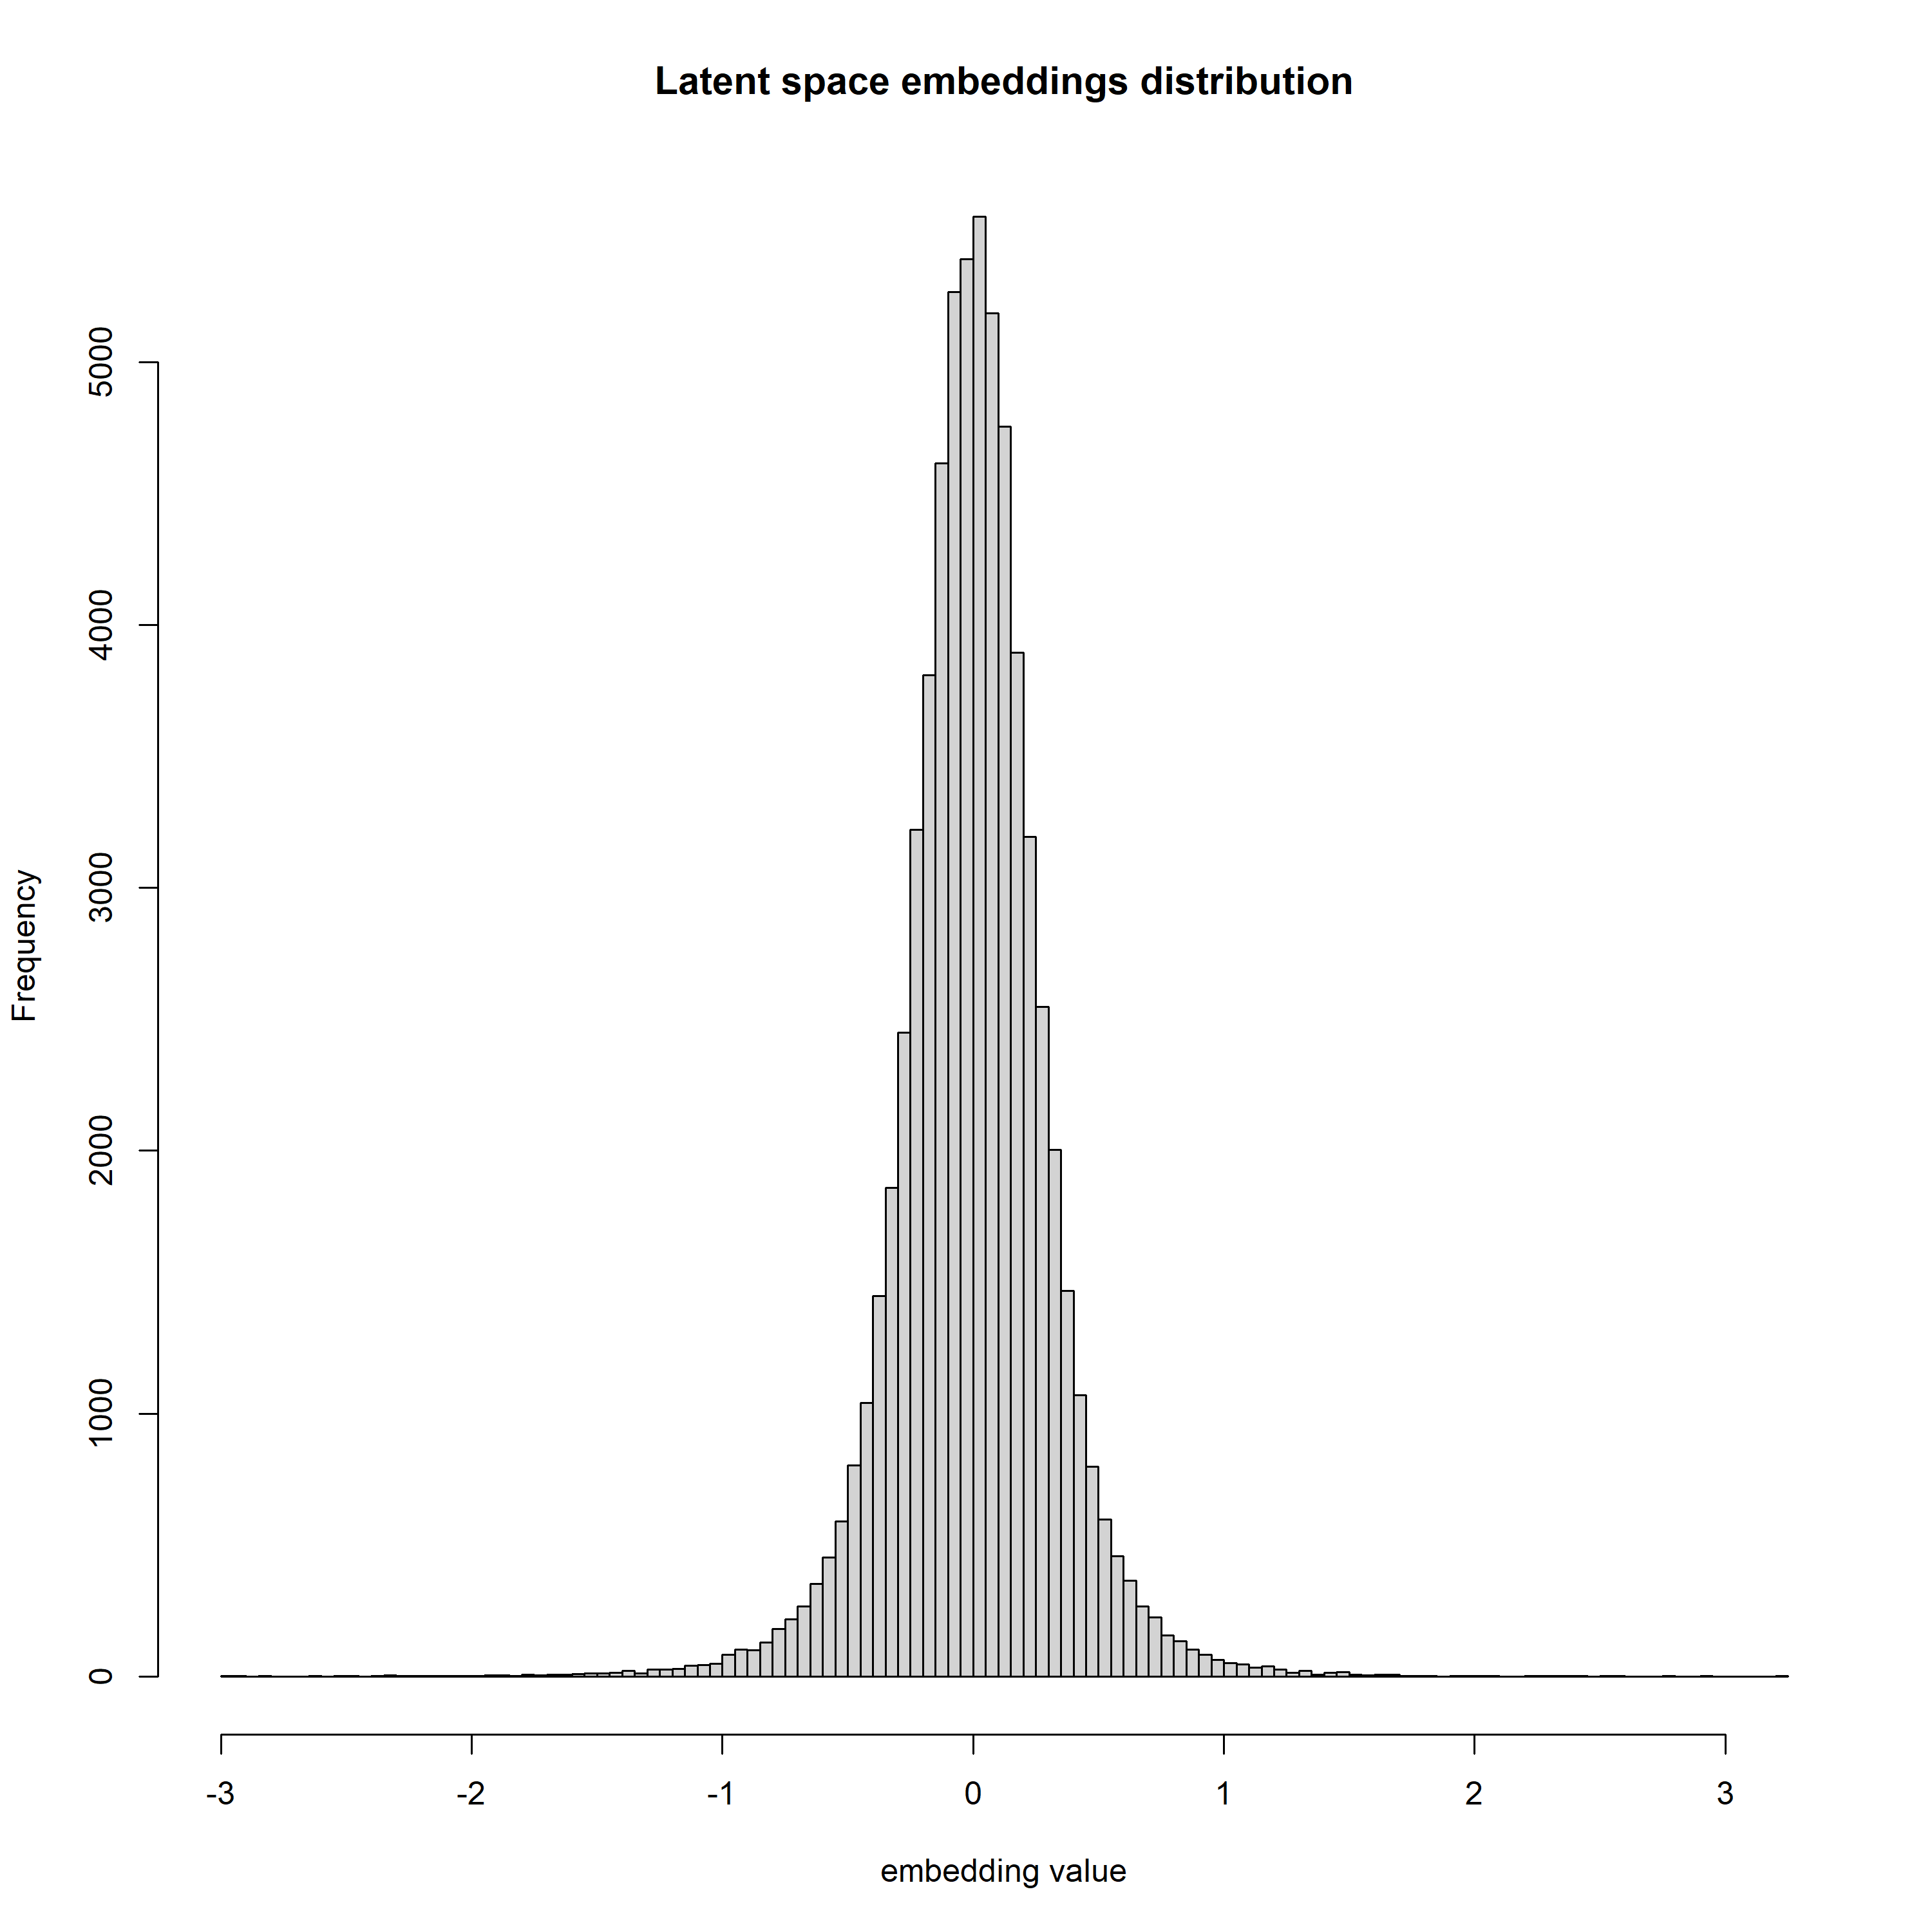 Latent space embeddings distribution
Frequency
5000
4000
3000
2000
1000
0
-3 -2 -1 0 1 2 3
embedding value